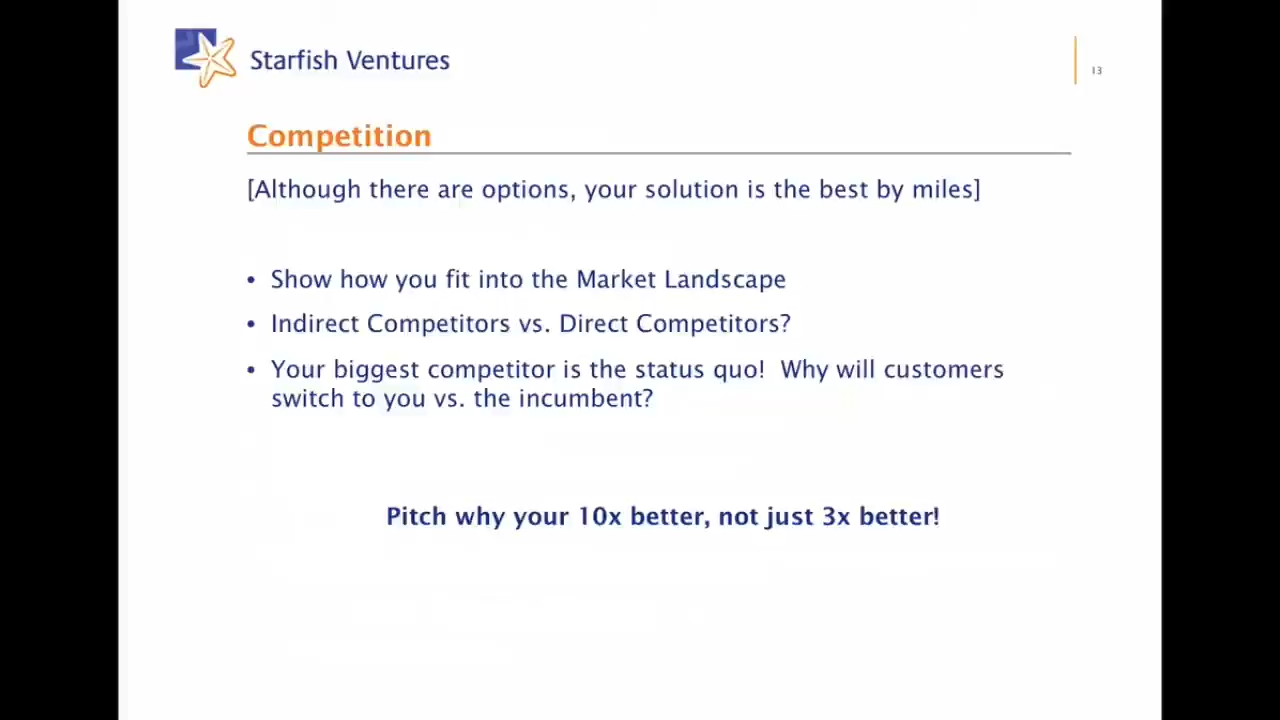 Starfish Ventures
13
Competition
[Although there are options, your solution is the best by miles]
• Show how you fit into the Market Landscape
• Indirect Competitors vs. Direct Competitors?
• Your biggest competitor is the status quo!  Why will customers
switch to you vs. the incumbent?
Pitch why your 10x better, not just 3x better!